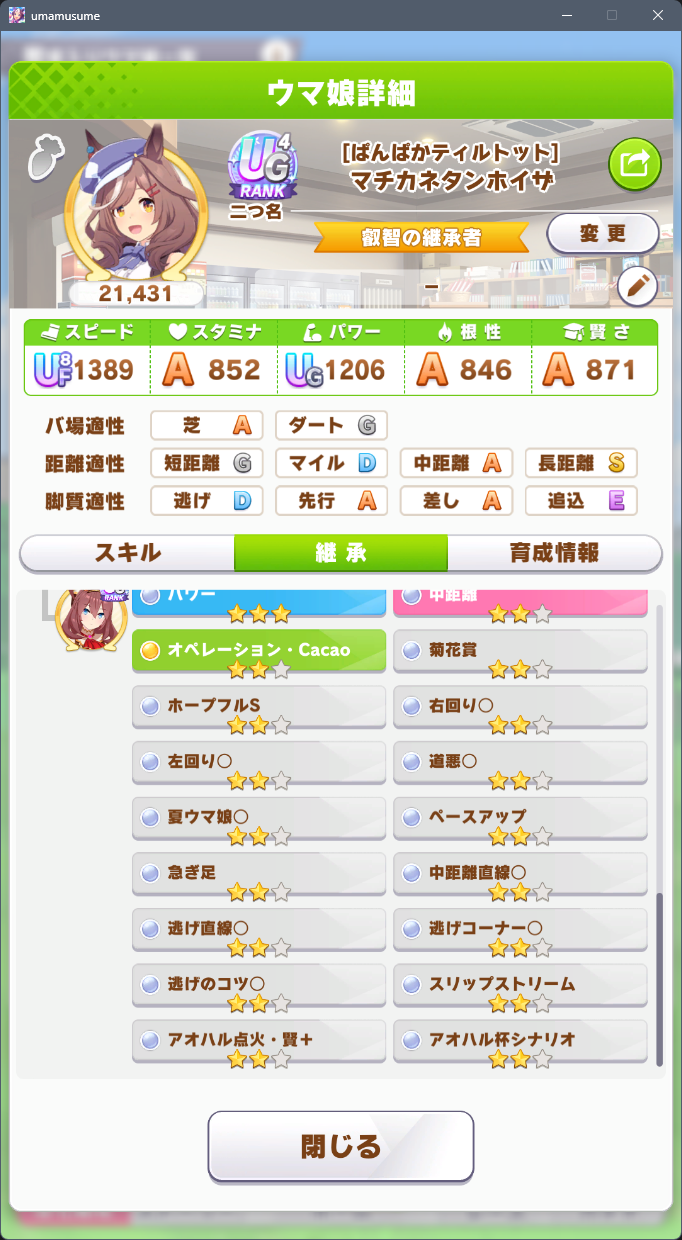 umamusume
ウマ娘詳細
UG4
RANK
二つ名
[ぱんぱかティルトット]
マチカネタンホイザ
叡智の継承者
変更
21,431
–
スピード スタミナ パワー 根性 賢さ
UF8 1389 A 852 UG 1206 A 846 A 871
バ場適性 芝 A ダート G
距離適性 短距離 G マイル D 中距離 A 長距離 S
脚質適性 逃げ D 先行 A 差し A 追込 E
スキル 継承 育成情報
RANK
パワー 中距離
オペレーション・Cacao 菊花賞
ホープフルS 右回り○
左回り○ 道悪○
夏ウマ娘○ ペースアップ
急ぎ足 中距離直線○
逃げ直線○ 逃げコーナー○
逃げのコツ○ スリップストリーム
アオハル点火・賢+ アオハル杯シナリオ
閉じる